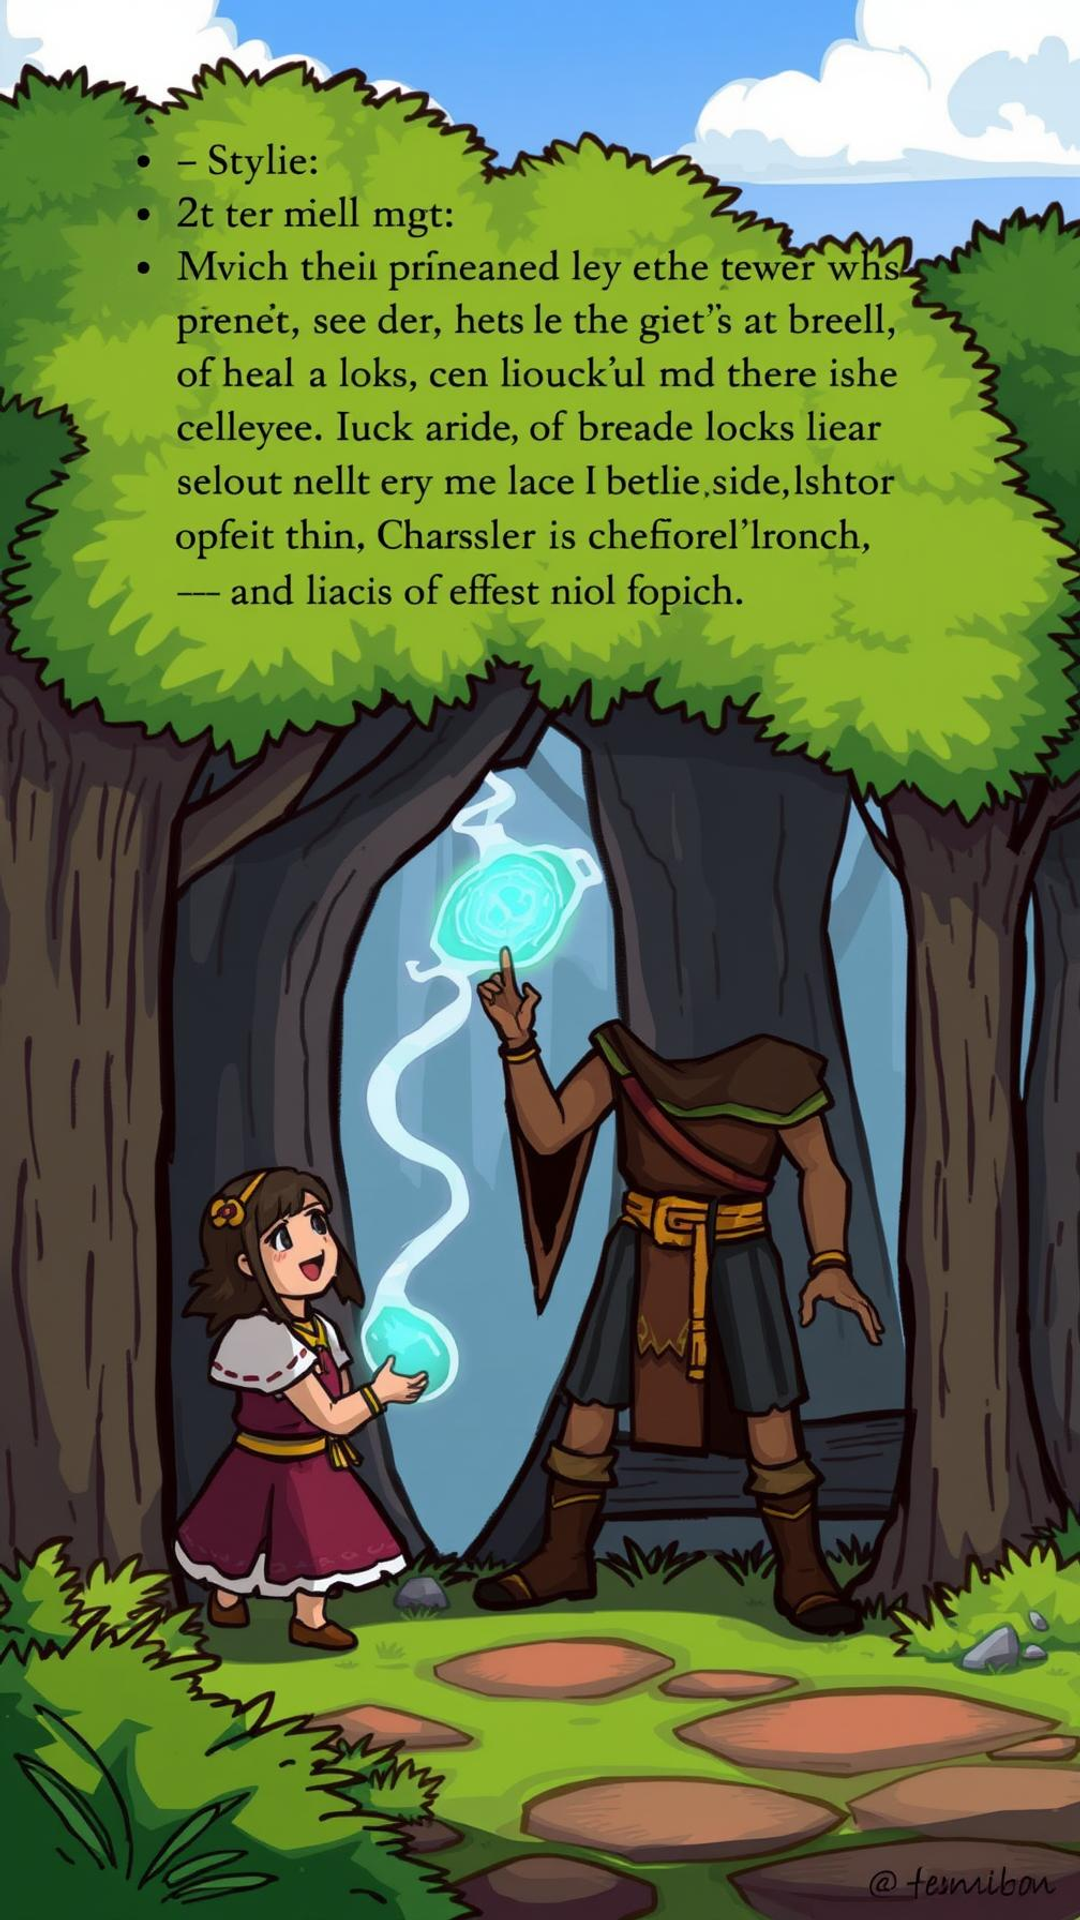 • – Stylie:
• 2t ter miell mgt:
• Mvich theiı prineaned ley ethe tewer whs
prene't, see der, hets le the giet”s at breell,
of heal a loks, cen liouck’ul md there ishe
celleyee. Iuck aride, of breade locks liear
selout nellt ery me lace I betlie,side,lshtor
opfeit thin, Charssler is chefiorel’lronch,
–– and liacis of effest niol fopich.
@tesmibon